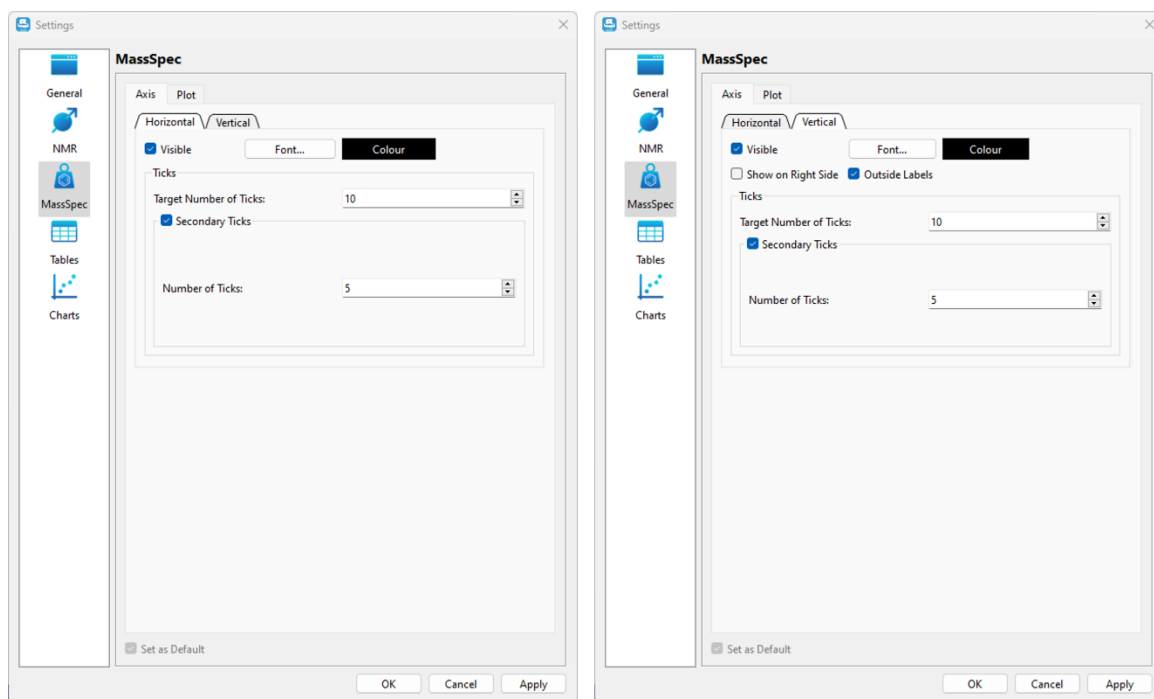 Settings
MassSpec
General
NMR
MassSpec
Tables
Charts
Axis Plot
Horizontal Vertical
Visible Font... Colour
Ticks
Target Number of Ticks: 10
Secondary Ticks
Number of Ticks: 5
Set as Default
OK Cancel Apply
Settings
MassSpec
General
NMR
MassSpec
Tables
Charts
Axis Plot
Horizontal Vertical
Visible Font... Colour
Show on Right Side Outside Labels
Ticks
Target Number of Ticks: 10
Secondary Ticks
Number of Ticks: 5
Set as Default
OK Cancel Apply